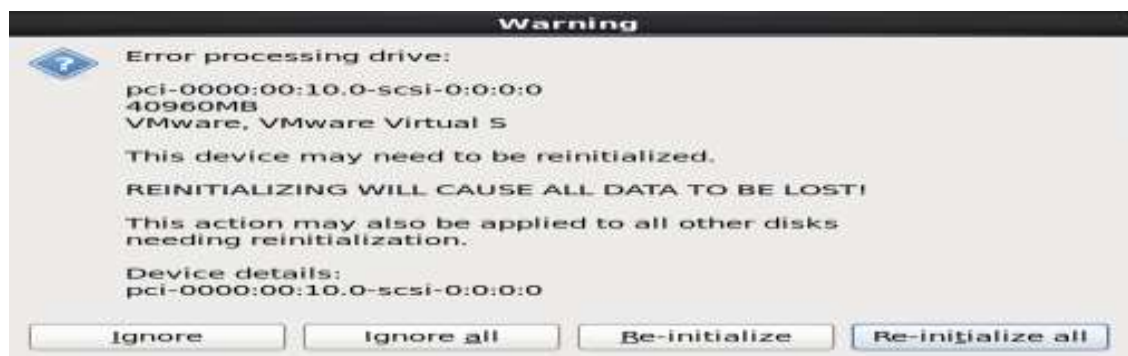 Warning
Error processing drive:
pci-0000:00:10.0-scsi-0:0:0:0
40960MB
VMware, VMware Virtual S
This device may need to be reinitialized.
REINITIALIZING WILL CAUSE ALL DATA TO BE LOST!
This action may also be applied to all other disks
needing reinitialization.
Device details:
pci-0000:00:10.0-scsi-0:0:0:0
Ignore Ignore all Re-initialize Re-initialize all